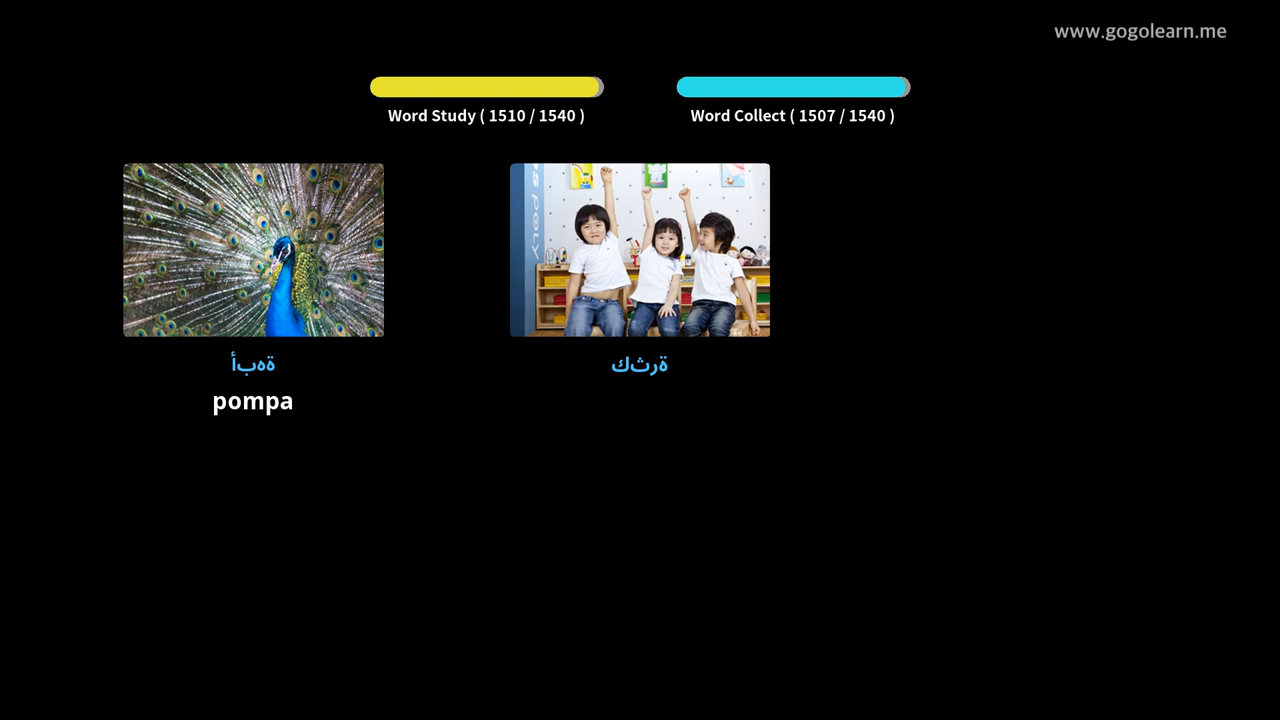 www.gogolearn.me
Word Study ( 1510 / 1540 )
Word Collect ( 1507 / 1540 )
ةهبأ
ةرثك
pompa